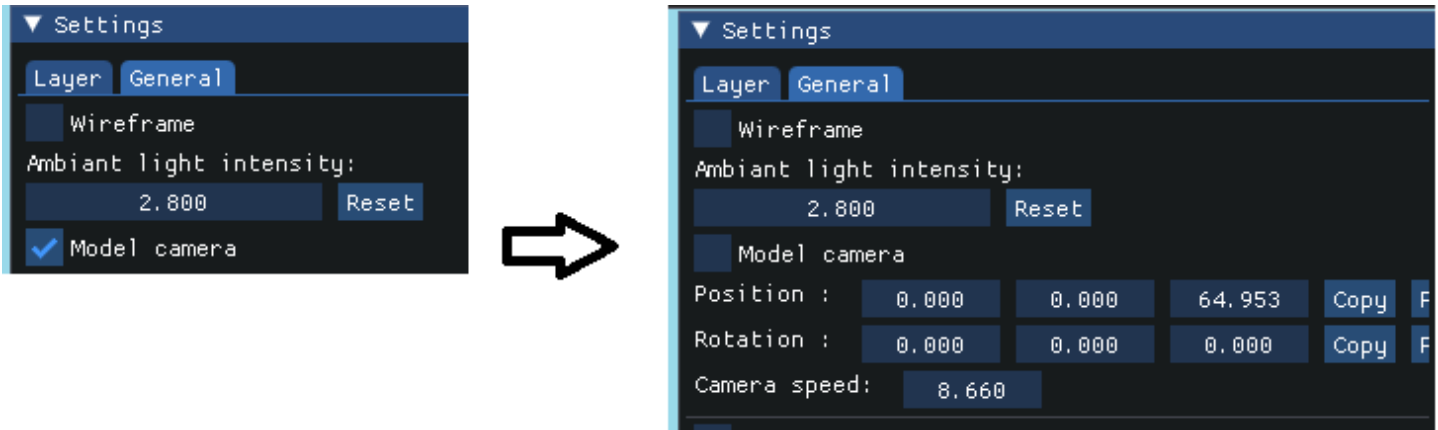 Settings
Layer General
Wireframe
Ambiant light intensity:
2.800 Reset
Model camera
Settings
Layer General
Wireframe
Ambiant light intensity:
2.800 Reset
Model camera
Position : 0.000 0.000 64.953 Copy
Rotation : 0.000 0.000 0.000 Copy
Camera speed: 8.660